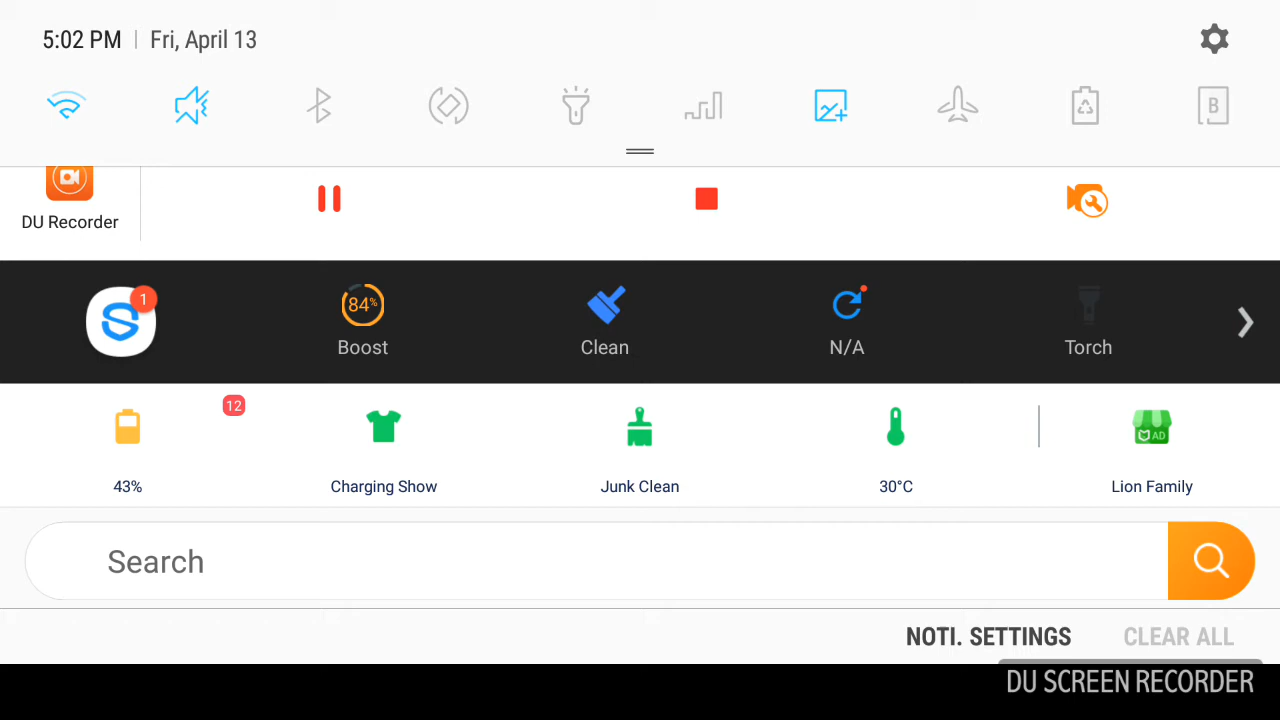 5:02 PM | Fri, April 13
B
DU Recorder
1
84%
Boost
Clean
N/A
Torch
12
AD
43%
Charging Show
Junk Clean
30°C
Lion Family
Search
NOTI. SETTINGS
CLEAR ALL
DU SCREEN RECORDER